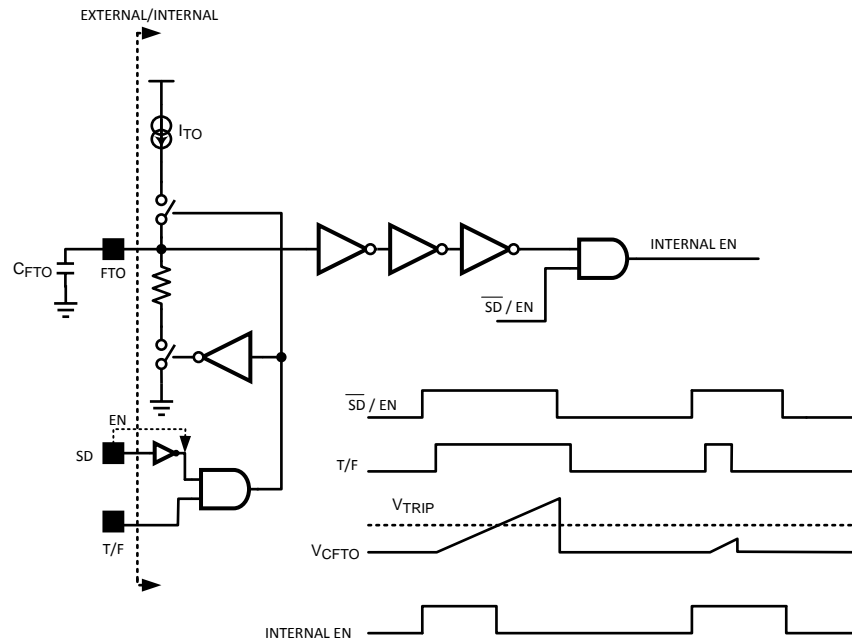 EXTERNAL/INTERNAL
ITO
CFTO
FTO
INTERNAL EN
SD / EN
EN
SD
T/F
SD / EN
T/F
VTRIP
VCFTO
INTERNAL EN